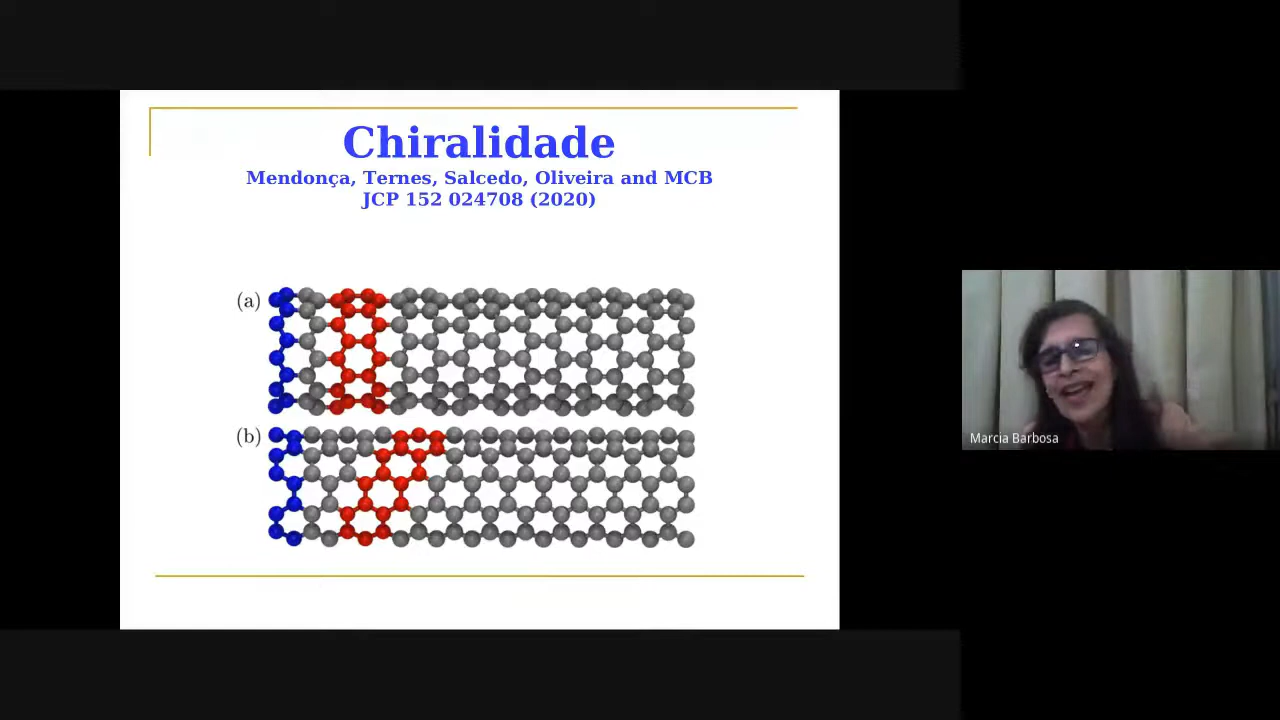 Chiralidade
Mendonça, Ternes, Salcedo, Oliveira and MCB
JCP 152 024708 (2020)
(a)
(b)
Marcia Barbosa